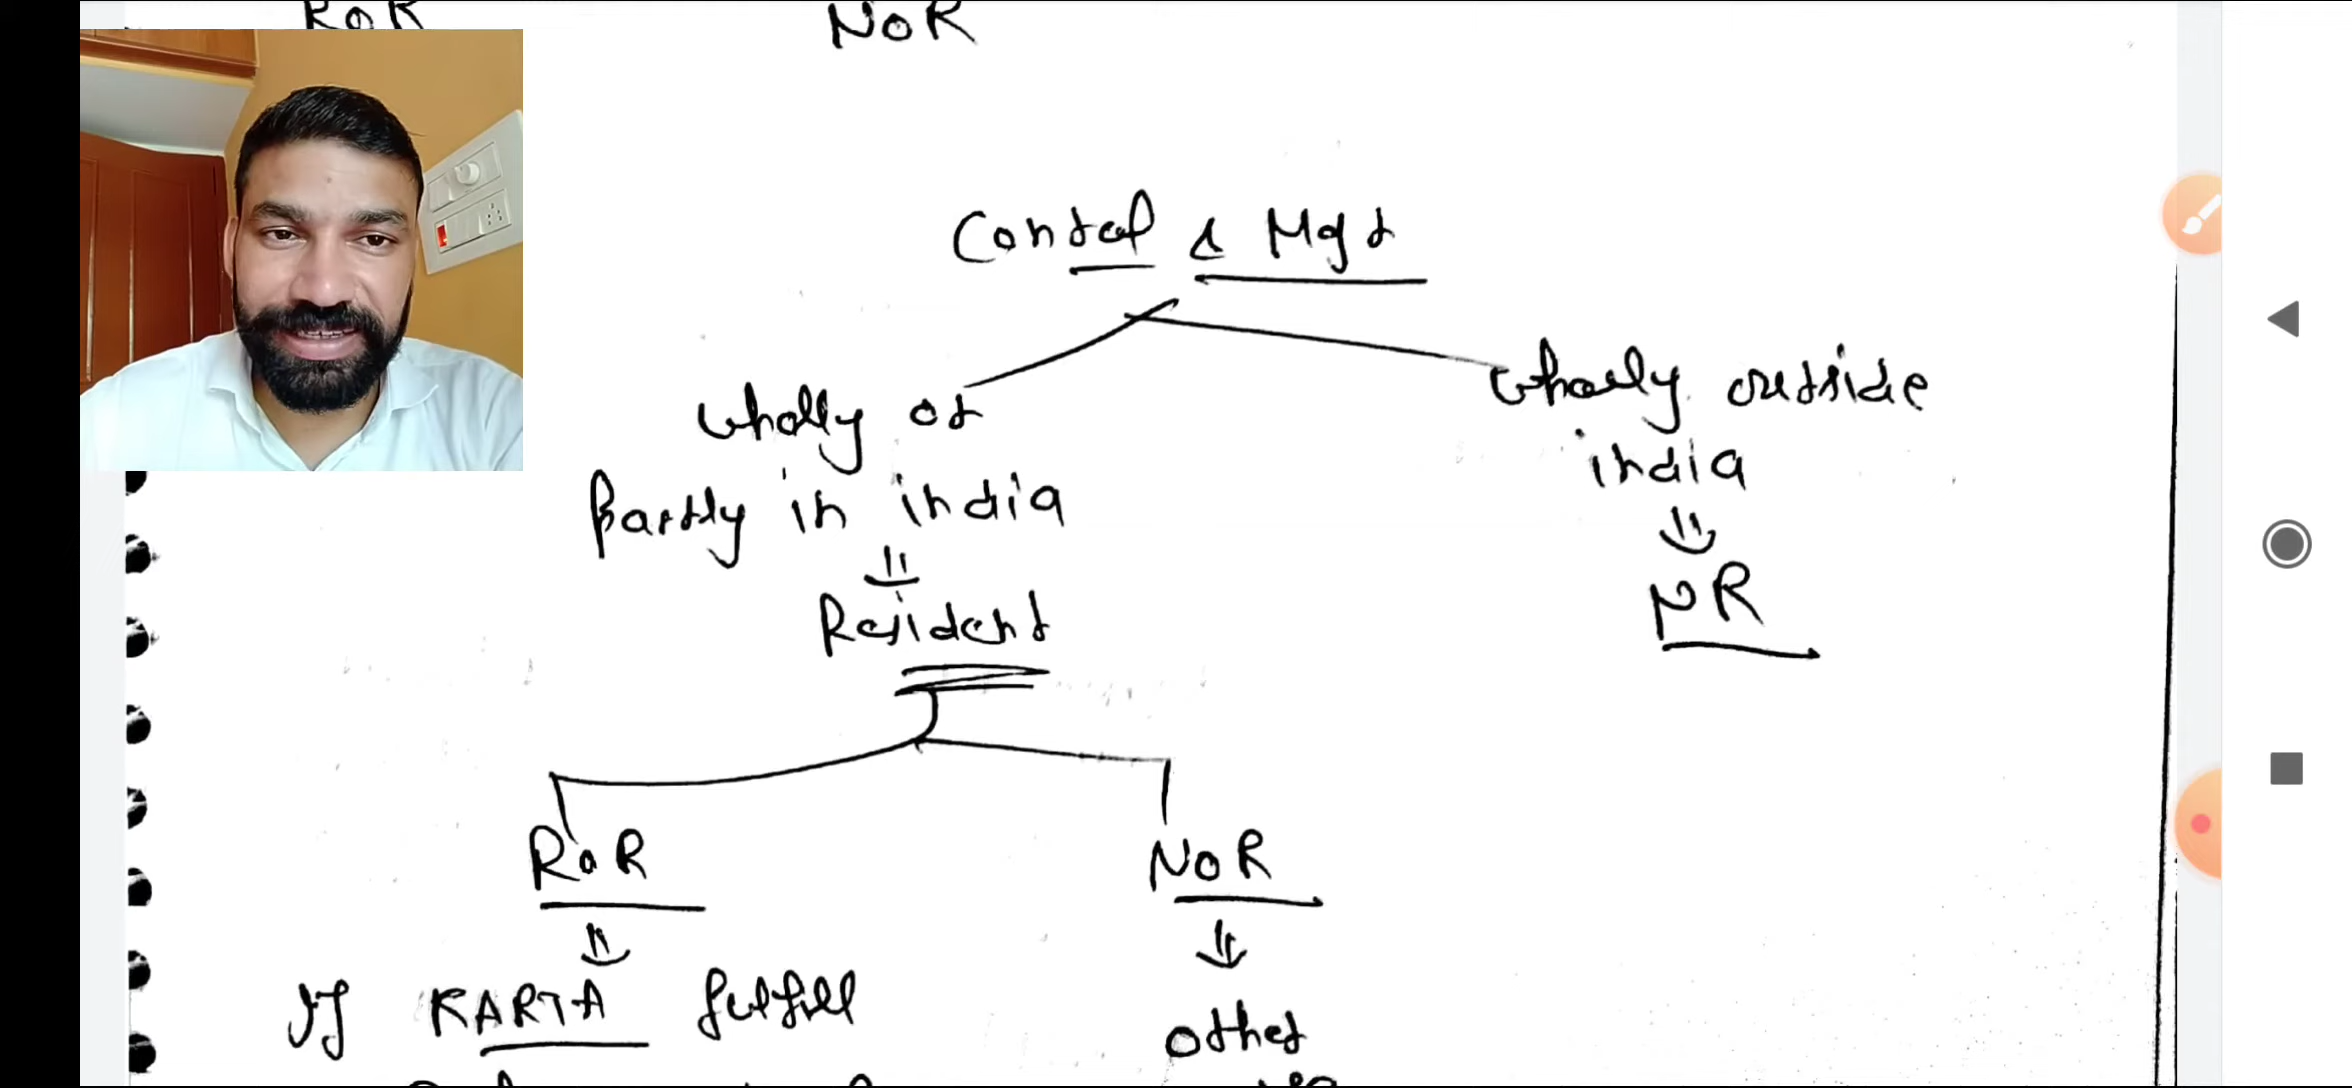 RoR NoR
Control & Mgt
wholly or
Partly in india
wholly outside
india
Resident
NR
RoR NoR
If KARTA fulfill
other